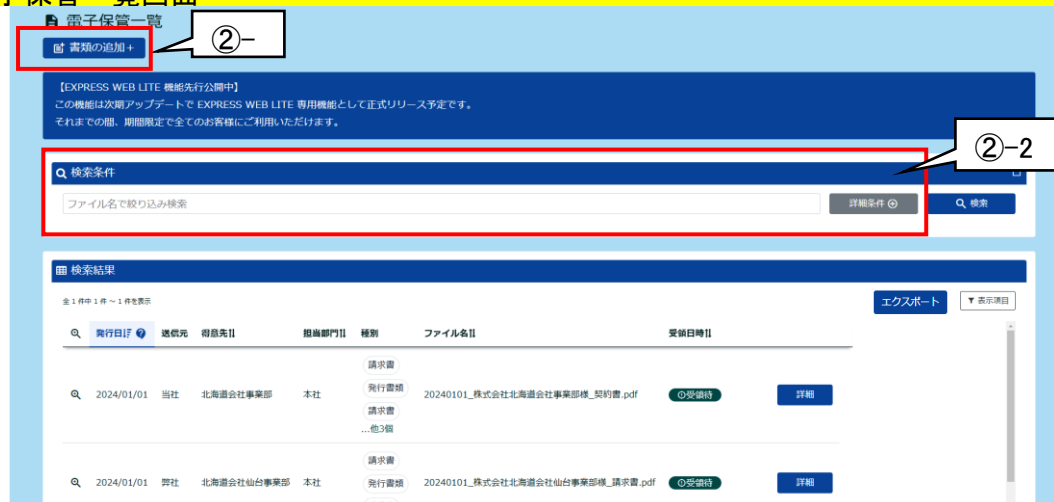 電子保管一覧
書類の追加+
②-
【EXPRESS WEB LITE 機能先行公開中】
この機能は次期アップデートで EXPRESS WEB LITE 専用機能として正式リリース予定です。
それまでの間、期間限定で全てのお客様にご利用いただけます。
②-2
検索条件
ファイル名で絞り込み検索
詳細条件
検索
検索結果
全 1 件中 1 件 ~ 1 件を表示
エクスポート
▼ 表示項目
発行日 送信元 得意先 担当部門 種別 ファイル名 受領日時
請求書
発行書類
2024/01/01 当社 北海道会社事業部 本社 20240101_株式会社北海道会社事業部様_契約書.pdf 受領待 詳細
請求書
...他3個
請求書
2024/01/01 弊社 北海道会社仙台事業部 本社 発行書類 20240101_株式会社北海道会社仙台事業部様_請求書.pdf 受領待 詳細